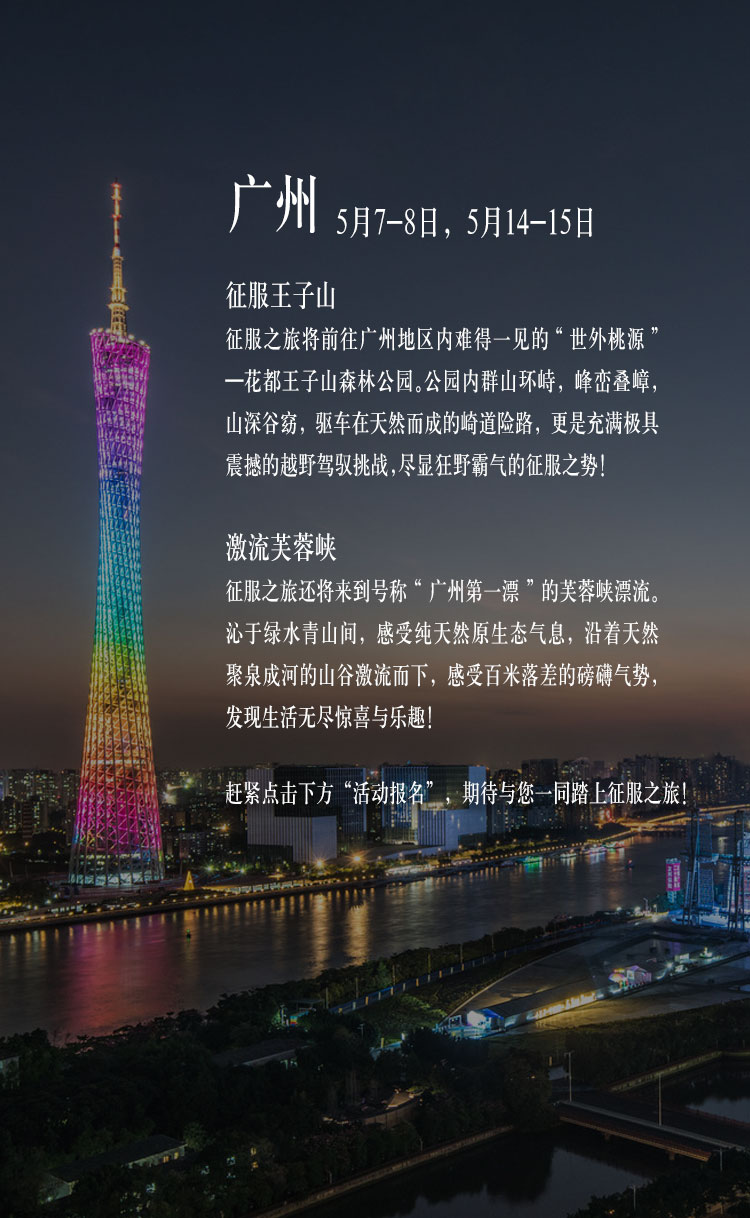 广州 5月7-8日，5月14-15日
征服王子山
征服之旅将前往广州地区内难得一见的“世外桃源”
—花都王子山森林公园。公园内群山环峙，峰峦叠嶂，
山深谷窈，驱车在天然而成的崎道险路，更是充满极具
震撼的越野驾驭挑战，尽显狂野霸气的征服之势！
激流芙蓉峡
征服之旅还将来到号称“广州第一漂”的芙蓉峡漂流。
沁于绿水青山间，感受纯天然原生态气息，沿着天然
聚泉成河的山谷激流而下，感受百米落差的磅礴气势，
发现生活无尽惊喜与乐趣！
赶紧点击下方“活动报名”，期待与您一同踏上征服之旅！